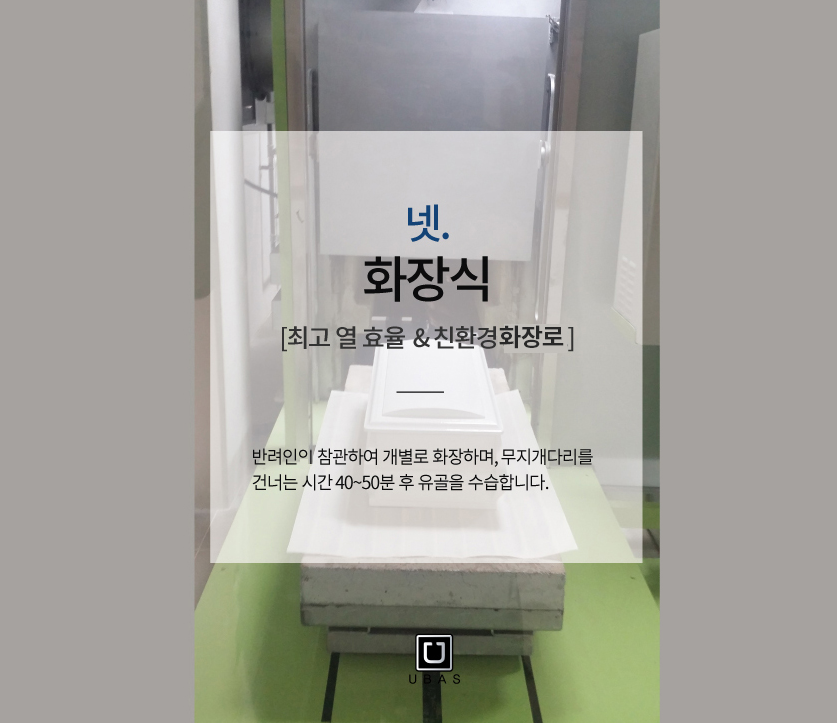 넷.
화장식
[최고 열 효율 & 친환경화장로 ]
반려인이 참관하여 개별로 화장하며, 무지개다리를
건너는 시간 40~50분 후 유골을 수습합니다.
UBAS